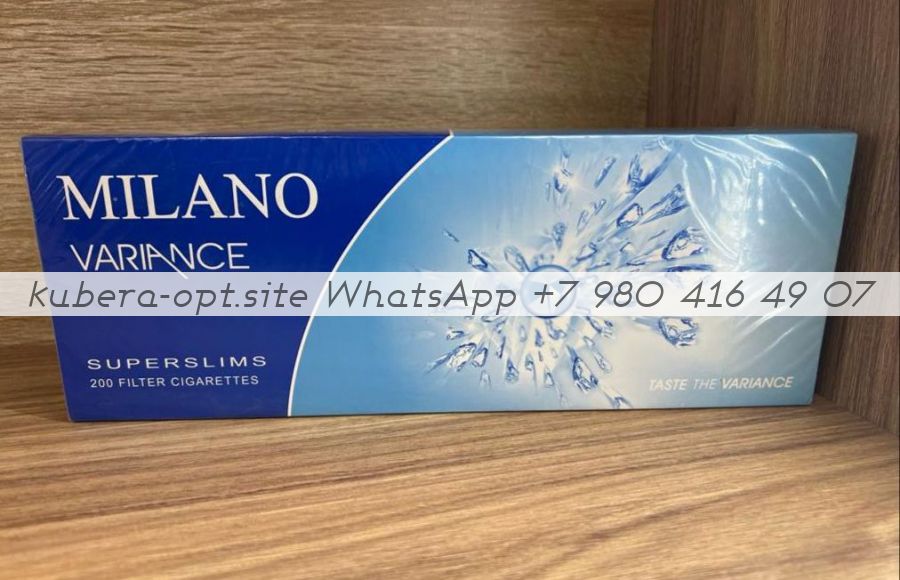 MILANO
VARIANCE
kubera-opt.site WhatsApp +7 980 416 49 07
SUPERSLIMS
200 FILTER CIGARETTES
TASTE THE VARIANCE